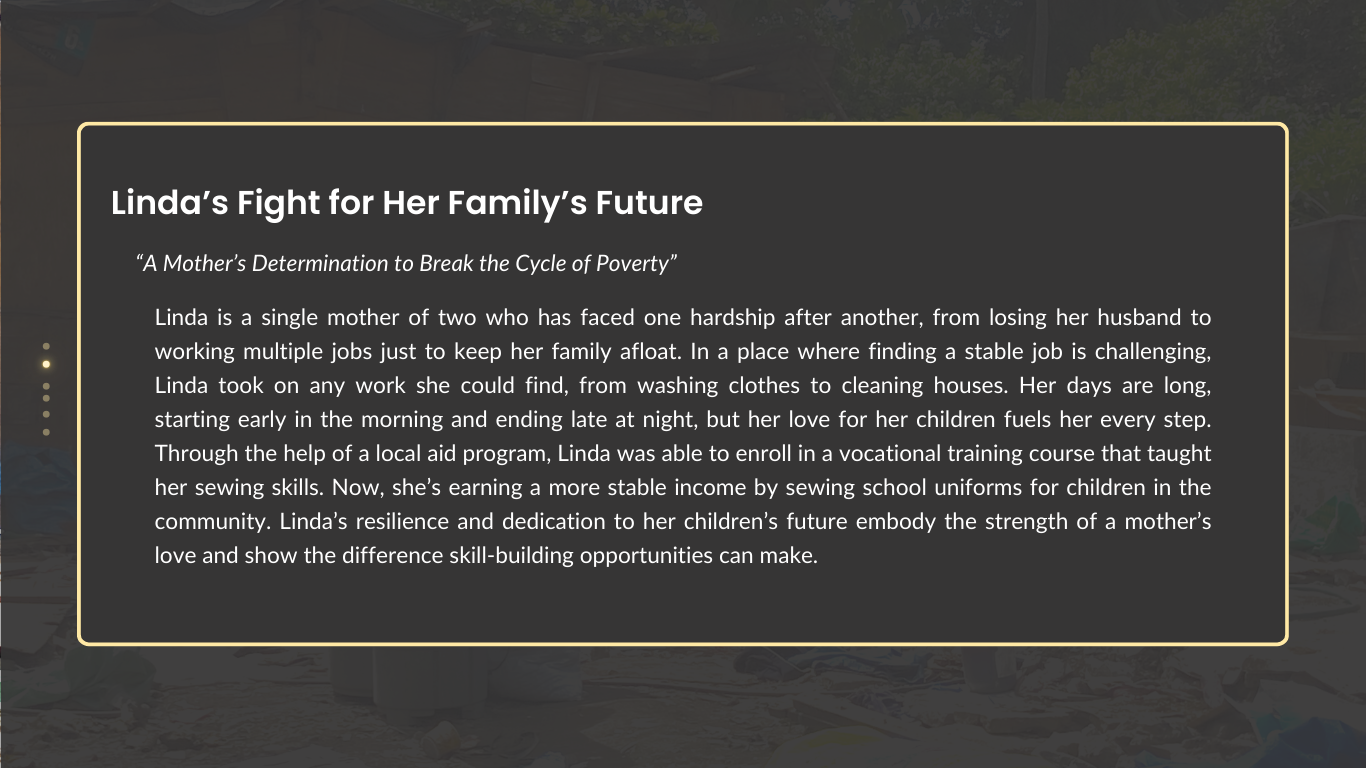 Linda’s Fight for Her Family’s Future
“A Mother’s Determination to Break the Cycle of Poverty”
Linda is a single mother of two who has faced one hardship after another, from losing her husband to
working multiple jobs just to keep her family afloat. In a place where finding a stable job is challenging,
Linda took on any work she could find, from washing clothes to cleaning houses. Her days are long,
starting early in the morning and ending late at night, but her love for her children fuels her every step.
Through the help of a local aid program, Linda was able to enroll in a vocational training course that taught
her sewing skills. Now, she’s earning a more stable income by sewing school uniforms for children in the
community. Linda’s resilience and dedication to her children’s future embody the strength of a mother’s
love and show the difference skill-building opportunities can make.